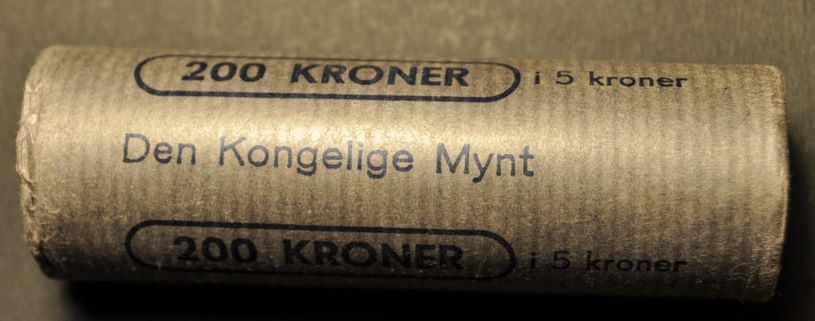 200 KRONER i 5 kroner
Den Kongelige Mynt
200 KRONER i 5 kroner